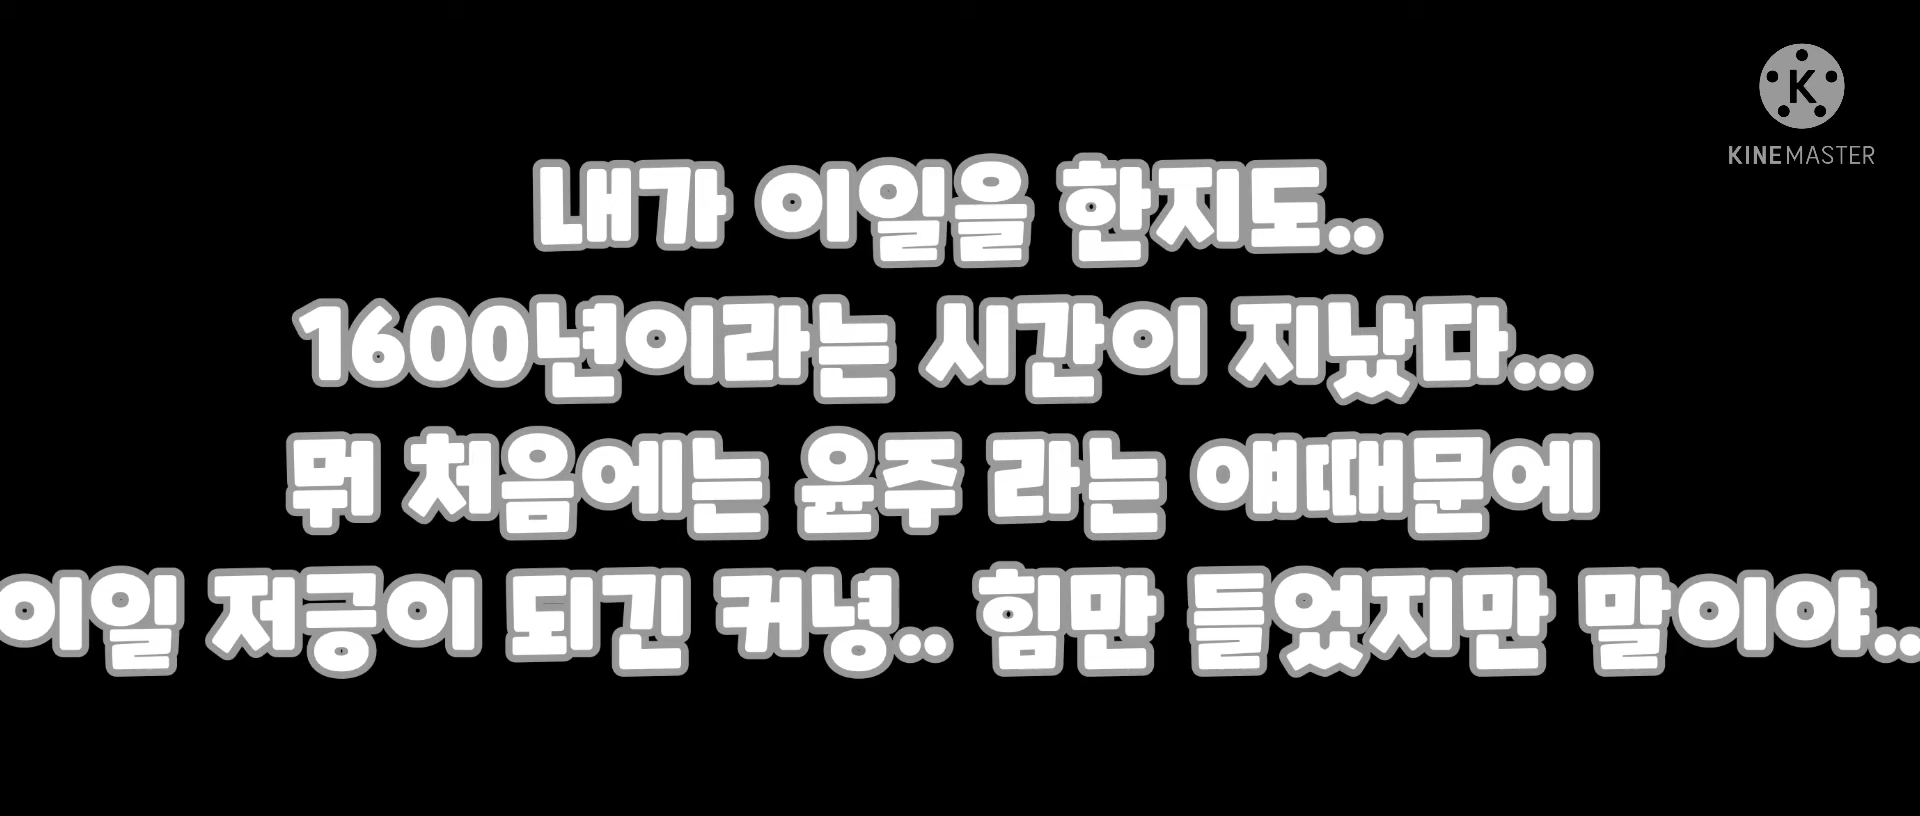 KINEMASTER
내가 이일을 한지도..
1600년이라는 시간이 지났다...
뭐 처음에는 윤주 라는 얘때문에
이일 저긍이 되긴 커녕.. 힘만 들었지만 말이야..